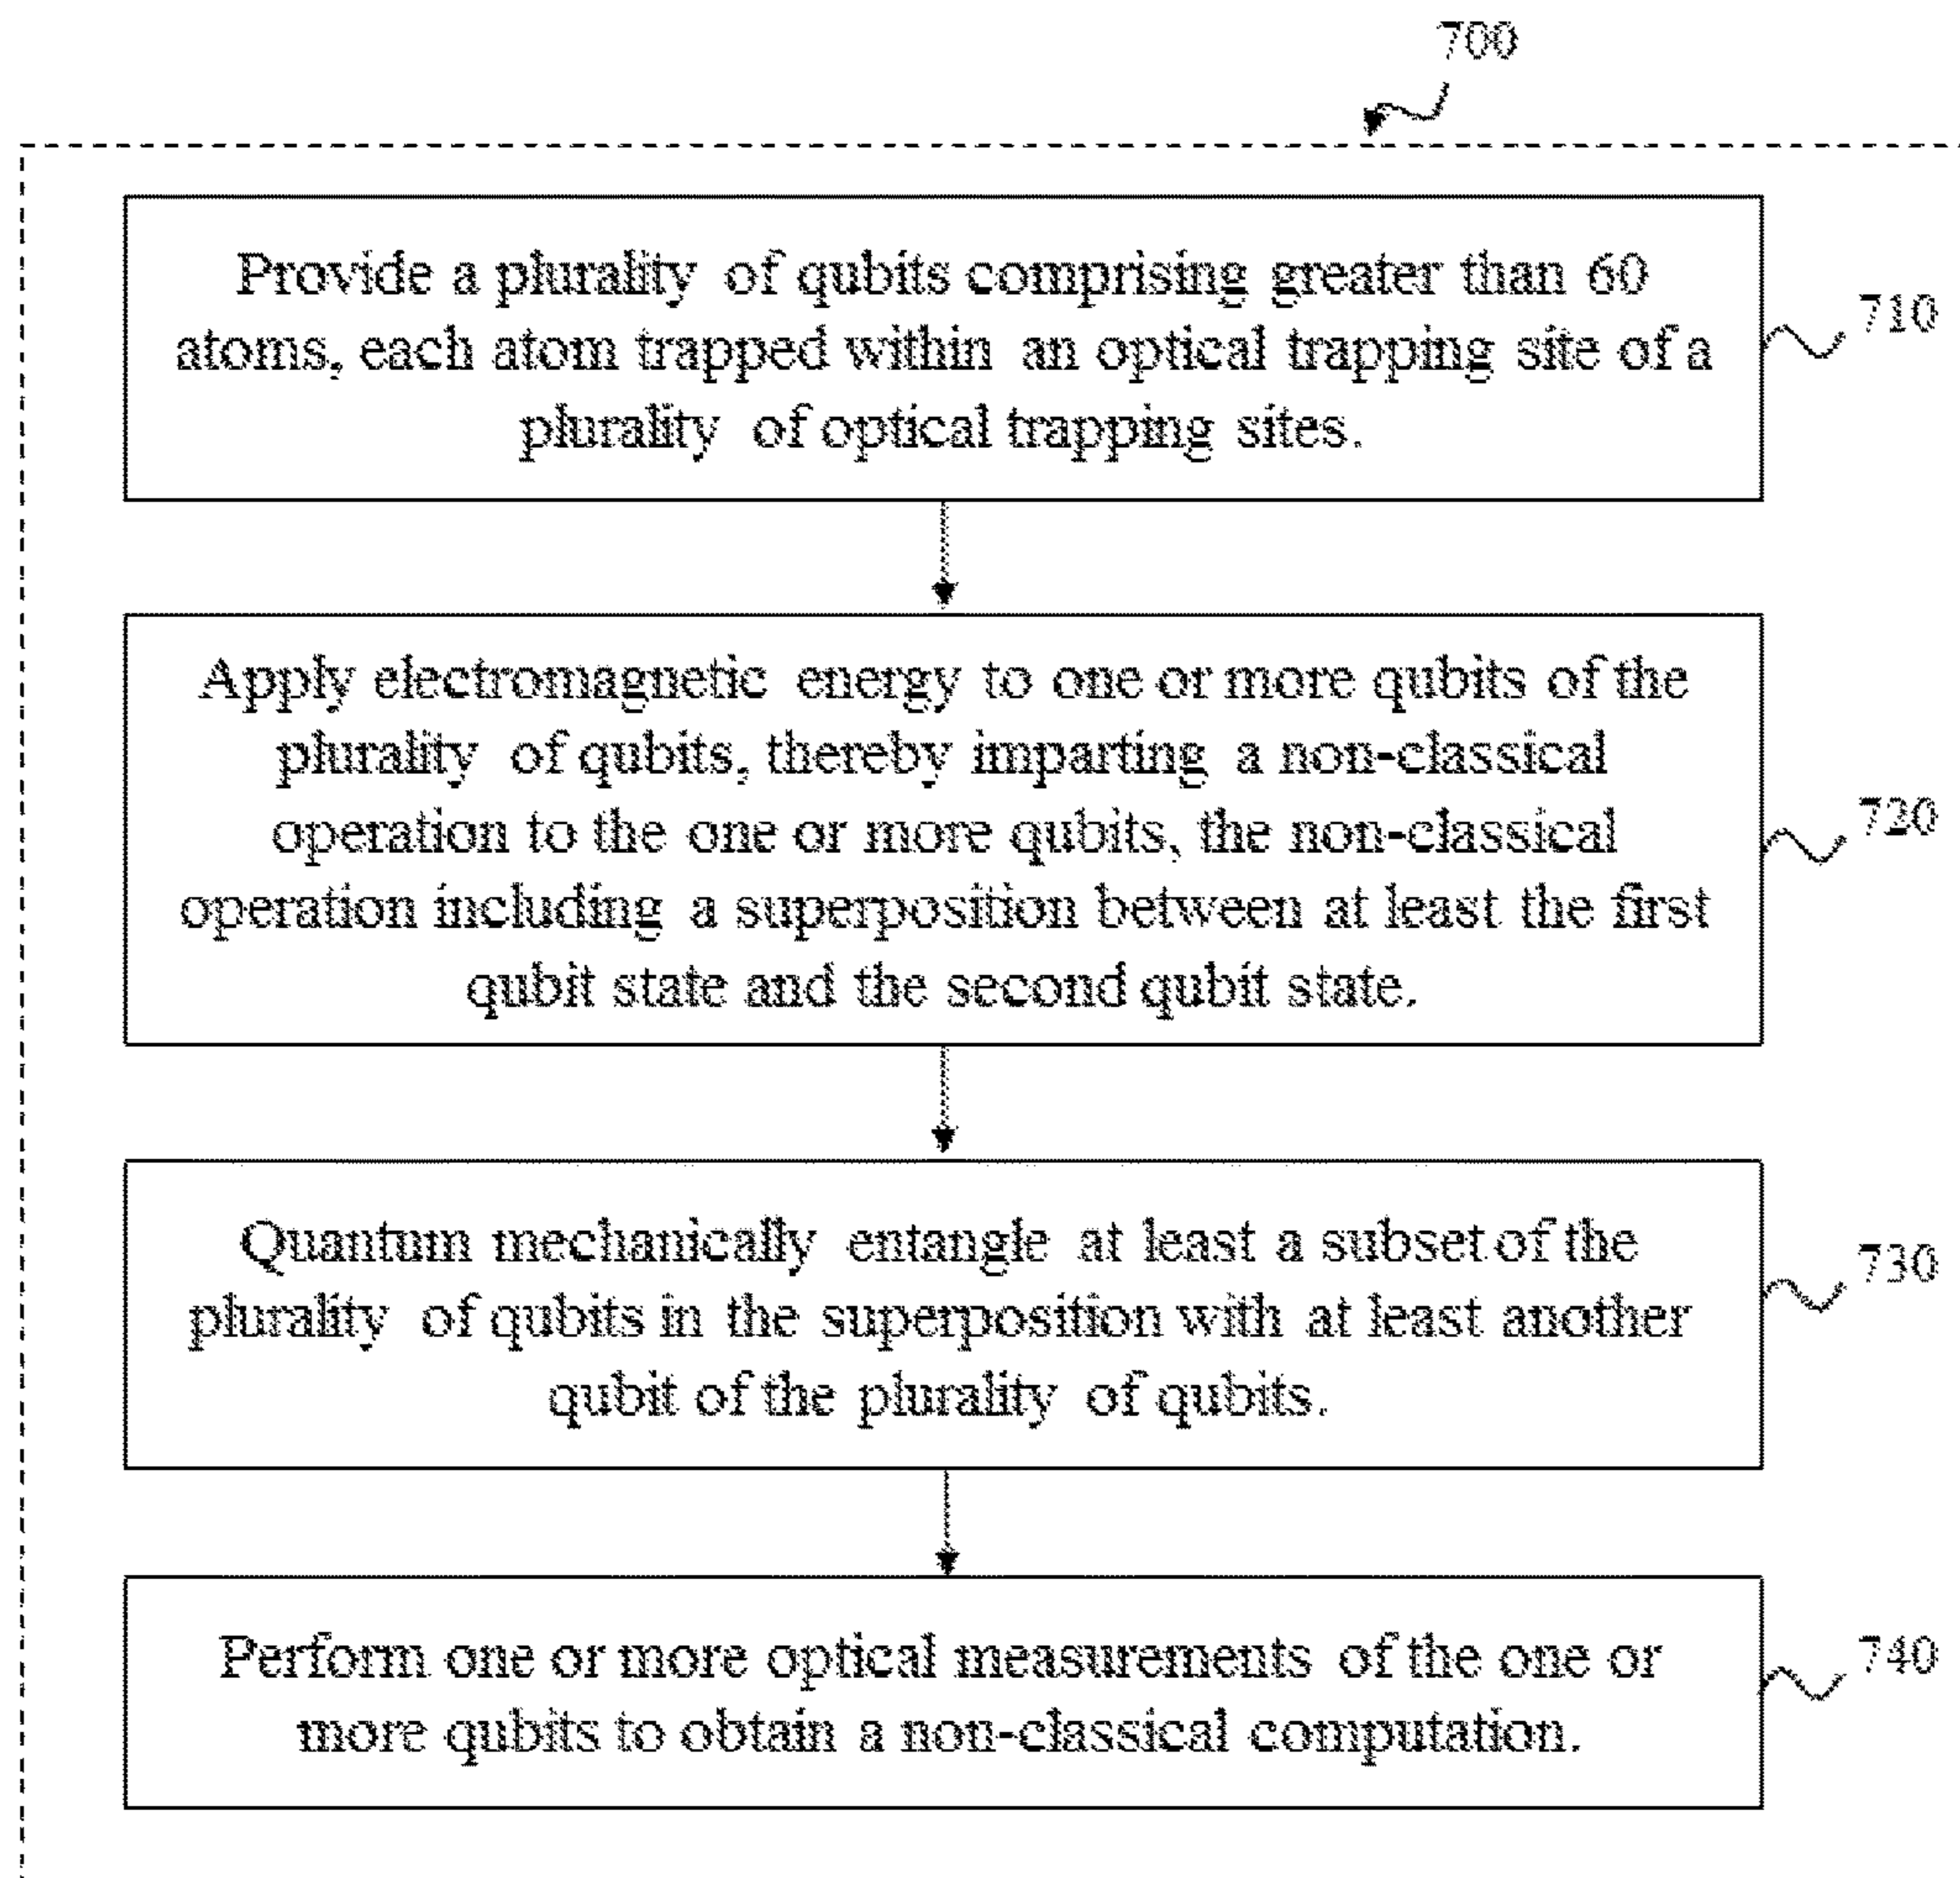 700
Provide a plurality of qubits comprising greater than 60
atoms, each atom trapped within an optical trapping site of a
plurality of optical trapping sites.
710
Apply electromagnetic energy to one or more qubits of the
plurality of qubits, thereby imparting a non-classical
operation to the one or more qubits, the non-classical
operation including a superposition between at least the first
qubit state and the second qubit state.
720
Quantum mechanically entangle at least a subset of the
plurality of qubits in the superposition with at least another
qubit of the plurality of qubits.
730
Perform one or more optical measurements of the one or
more qubits to obtain a non-classical computation.
740